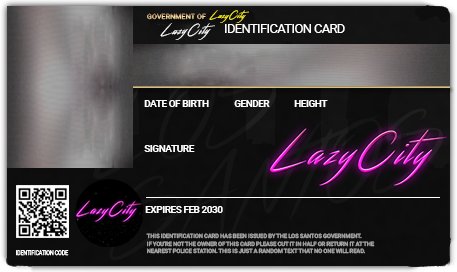 GOVERNMENT OF LazyCity
LazyCity IDENTIFICATION CARD
DATE OF BIRTH GENDER HEIGHT
SIGNATURE
LazyCity
LazyCity
EXPIRES FEB 2030
IDENTIFICATION CODE
THIS IDENTIFICATION CARD HAS BEEN ISSUED BY THE LOS SANTOS GOVERNMENT.
IF YOU'RE NOT THE OWNER OF THIS CARD PLEASE CUT IT IN HALF OR RETURN IT AT THE
NEAREST POLICE STATION. THIS IS JUST A RANDOM TEXT THAT NO ONE WILL READ.